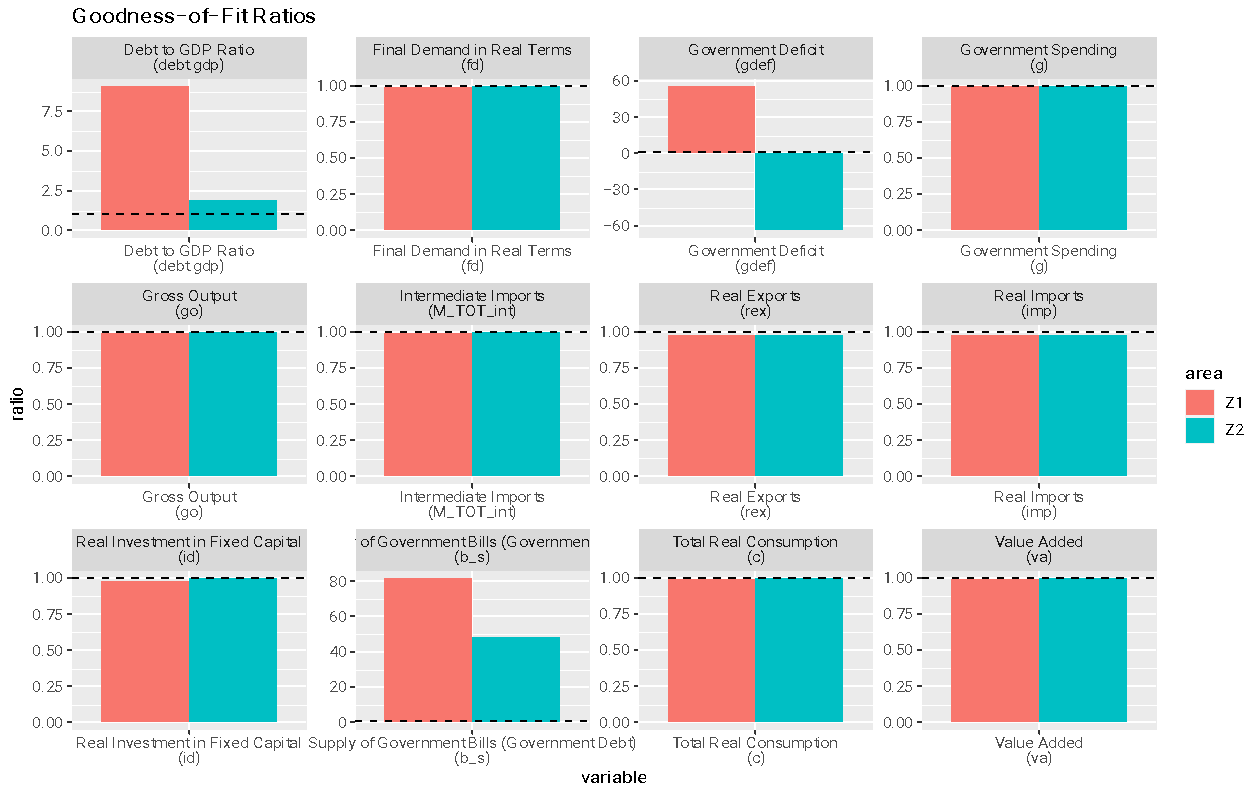 Goodness-of-Fit Ratios
Debt to GDP Ratio
(debtgdp)
Final Demand in Real Terms
(fd)
Government Deficit
(gdef)
Government Spending
(g)
7.5
5.0
2.5
0.0
1.00
0.75
0.50
0.25
0.00
60
30
0
−30
−60
1.00
0.75
0.50
0.25
0.00
Debt to GDP Ratio
(debtgdp)
Final Demand in Real Terms
(fd)
Government Deficit
(gdef)
Government Spending
(g)
Gross Output
(go)
Intermediate Imports
(M_TOT_int)
Real Exports
(rex)
Real Imports
(imp)
1.00
0.75
0.50
0.25
0.00
1.00
0.75
0.50
0.25
0.00
1.00
0.75
0.50
0.25
0.00
1.00
0.75
0.50
0.25
0.00
Gross Output
(go)
Intermediate Imports
(M_TOT_int)
Real Exports
(rex)
Real Imports
(imp)
Real Investment in Fixed Capital
(id)
of Government Bills (Governmen
(b_s)
Total Real Consumption
(c)
Value Added
(va)
1.00
0.75
0.50
0.25
0.00
80
60
40
20
0
1.00
0.75
0.50
0.25
0.00
1.00
0.75
0.50
0.25
0.00
Real Investment in Fixed Capital
(id)
Supply of Government Bills (Government Debt)
(b_s)
Total Real Consumption
(c)
Value Added
(va)
ratio
variable
area
Z1
Z2